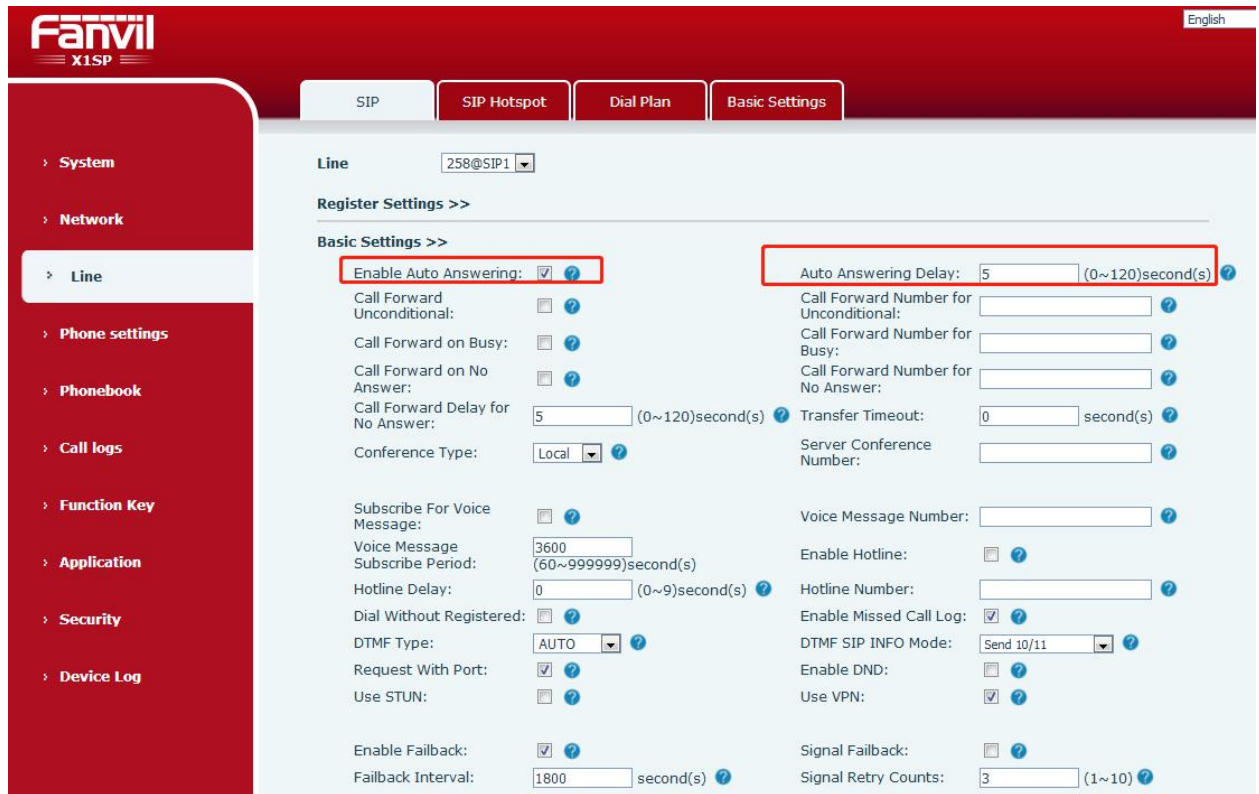 Fanvil
X1SP
English
SIP
SIP Hotspot
Dial Plan
Basic Settings
› System
› Network
› Line
› Phone settings
› Phonebook
› Call logs
› Function Key
› Application
› Security
› Device Log
Line 258@SIP1
Register Settings >>
Basic Settings >>
Enable Auto Answering: Auto Answering Delay: 5 (0~120)second(s)
Call Forward Unconditional: Call Forward Number for Unconditional:
Call Forward on Busy: Call Forward Number for Busy:
Call Forward on No Answer: Call Forward Number for No Answer:
Call Forward Delay for No Answer: 5 (0~120)second(s) Transfer Timeout: 0 second(s)
Conference Type: Local Server Conference Number:
Subscribe For Voice Message: Voice Message Number:
Voice Message Subscribe Period: 3600 (60~999999)second(s) Enable Hotline:
Hotline Delay: 0 (0~9)second(s) Hotline Number:
Dial Without Registered: Enable Missed Call Log:
DTMF Type: AUTO DTMF SIP INFO Mode: Send 10/11
Request With Port: Enable DND:
Use STUN: Use VPN:
Enable Failback: Signal Failback:
Failback Interval: 1800 second(s) Signal Retry Counts: 3 (1~10)